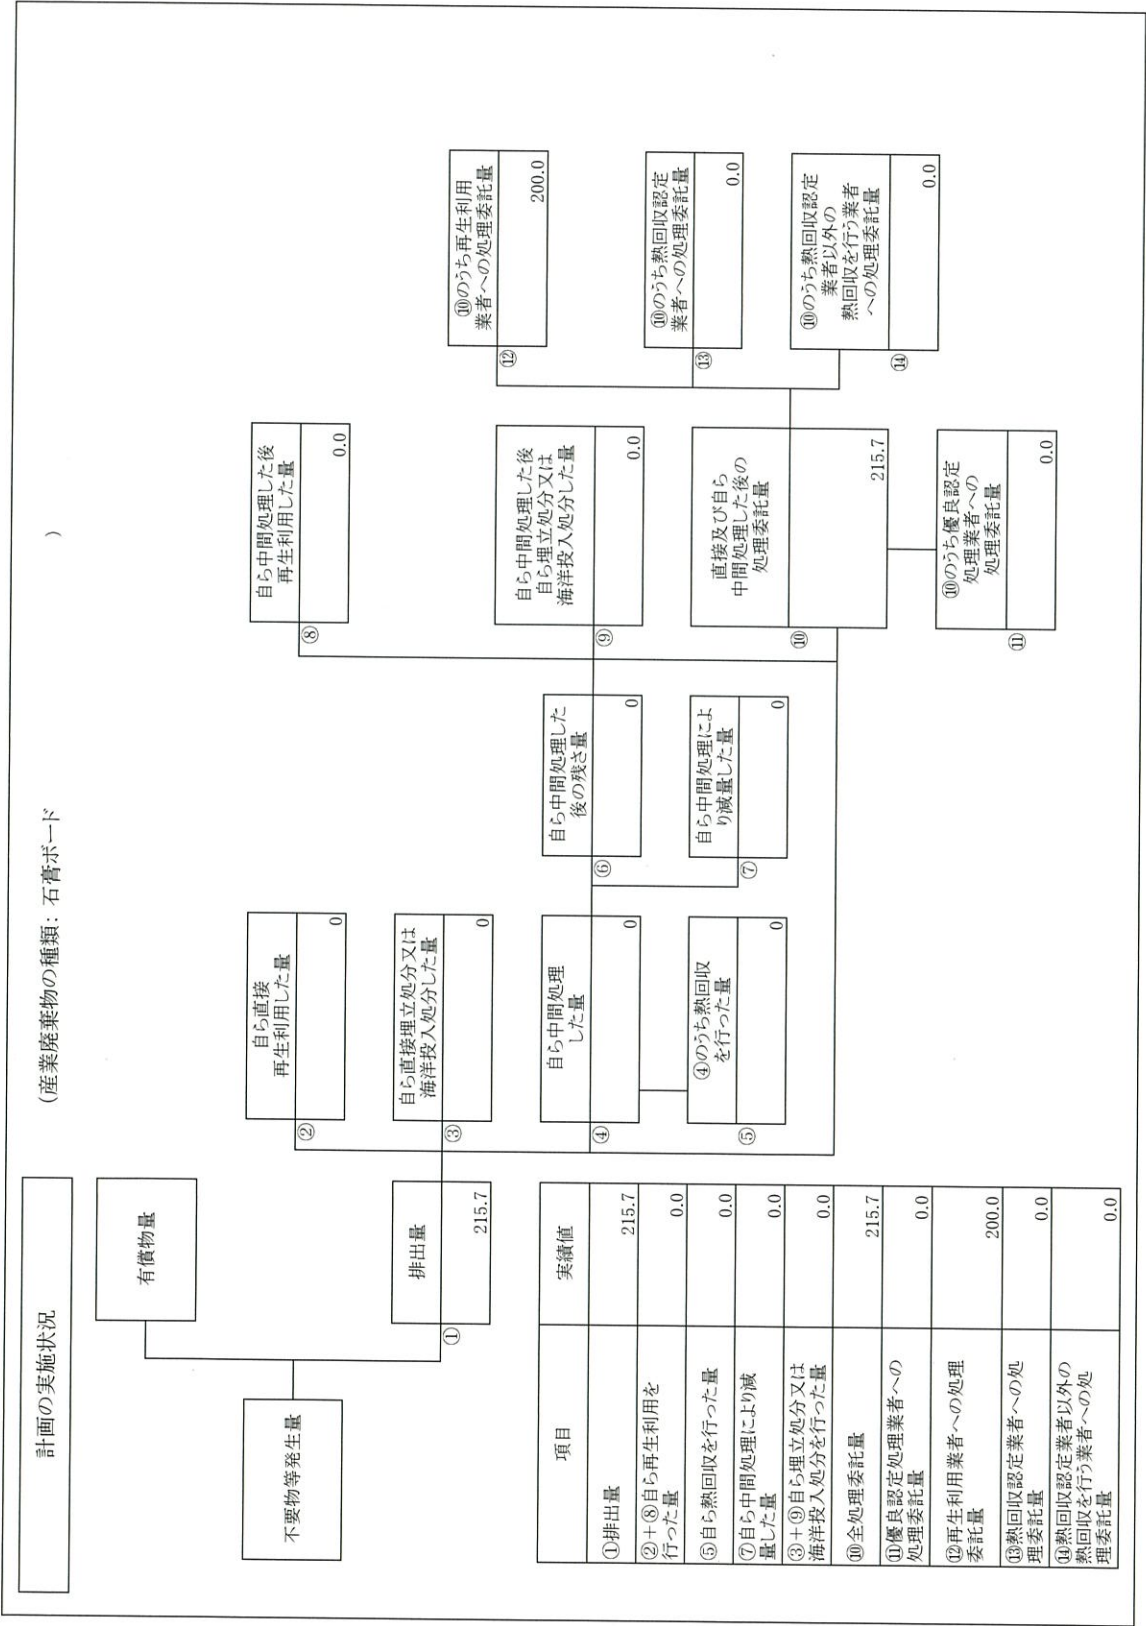 計画の実施状況
(産業廃棄物の種類: 石膏ボード
)
不要物等発生量
有償物量
①
排出量
215.7
②
自ら直接
再生利用した量
0
③
自ら直接埋立処分又は
海洋投入処分した量
0
④
自ら中間処理
した量
0
⑤
④のうち熱回収
を行った量
0
⑥
自ら中間処理した
後の残さ量
0
⑦
自ら中間処理によ
り減量した量
0
⑧
自ら中間処理した後
再生利用した量
0.0
⑨
自ら中間処理した後
自ら埋立処分又は
海洋投入処分した量
0.0
⑩
直接及び自ら
中間処理した後の
処理委託量
215.7
⑪
⑩のうち優良認定
処理業者への
処理委託量
0.0
⑫
⑩のうち再生利用
業者への処理委託量
200.0
⑬
⑩のうち熱回収認定
業者への処理委託量
0.0
⑭
⑩のうち熱回収認定
業者以外の
熱回収を行う業者
への処理委託量
0.0
項目 実績値
①排出量 215.7
②+⑧自ら再生利用を
行った量 0.0
⑤自ら熱回収を行った量 0.0
⑦自ら中間処理により減
量した量 0.0
③+⑨自ら埋立処分又は
海洋投入処分を行った量 0.0
⑩全処理委託量 215.7
⑪優良認定処理業者への
処理委託量 0.0
⑫再生利用業者への処理
委託量 200.0
⑬熱回収認定業者への処
理委託量 0.0
⑭熱回収認定業者以外の
熱回収を行う業者への処
理委託量 0.0